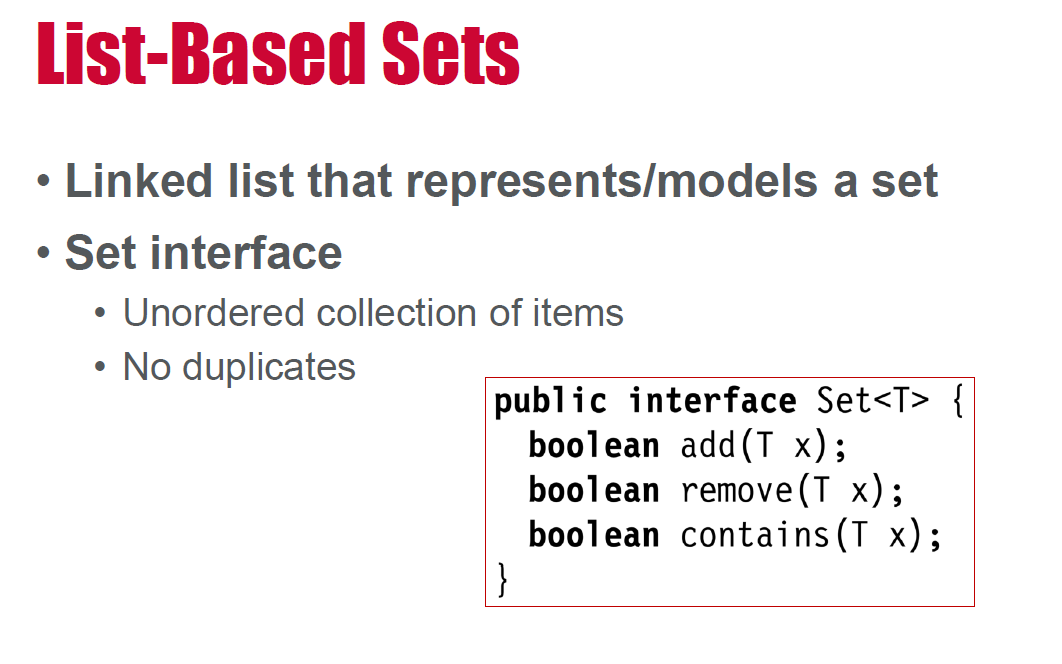 List-Based Sets
• Linked list that represents/models a set
• Set interface
• Unordered collection of items
• No duplicates
public interface Set<T> {
boolean add(T x);
boolean remove(T x);
boolean contains(T x);
}